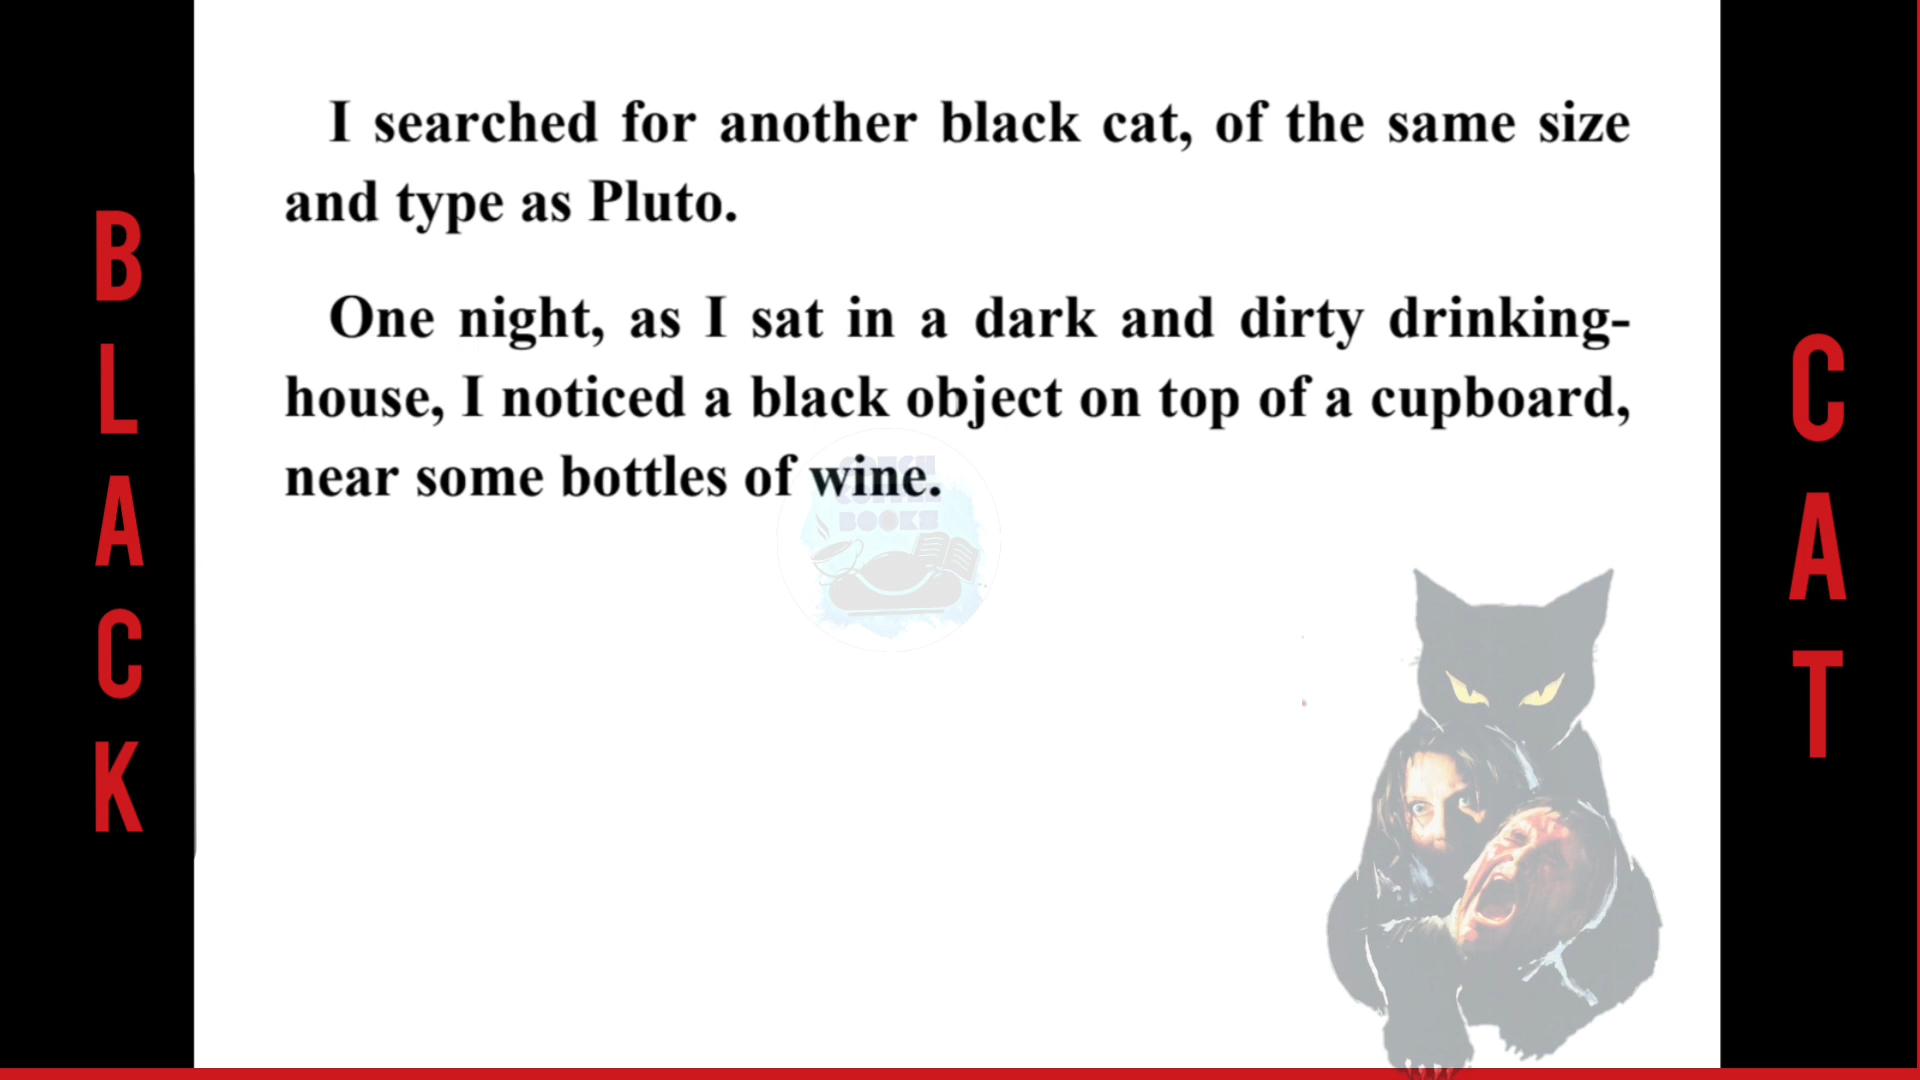 BLACK
I searched for another black cat, of the same size
and type as Pluto.
One night, as I sat in a dark and dirty drinking-
house, I noticed a black object on top of a cupboard,
near some bottles of wine.
BOOKS
CAT